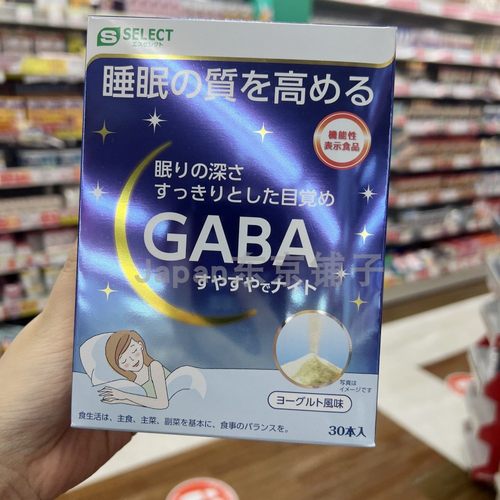 S SELECT
エスセレクト
睡眠の質を高める
機能性
表示食品
眠りの深さ
すっきりとした目覚め
GABA
Japan东京铺子
すやすやでナント
写真は
イメージです
ヨーグルト風味
食生活は、主食、主菜、副菜を基本に、食事のバランスを。
30本入